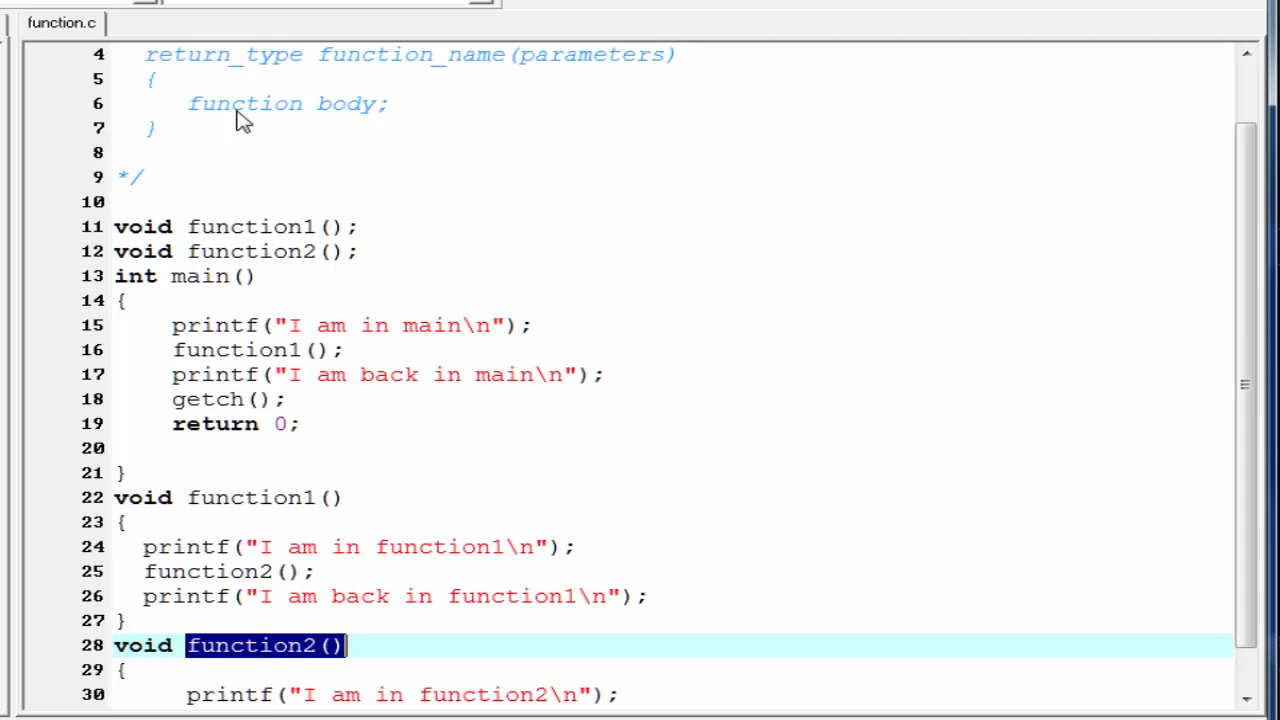 function.c
4 return_type function_name(parameters)
5 {
6 function body;
7 }
8
9 */
10
11 void function1();
12 void function2();
13 int main()
14 {
15 printf("I am in main\n");
16 function1();
17 printf("I am back in main\n");
18 getch();
19 return 0;
20
21 }
22 void function1()
23 {
24 printf("I am in function1\n");
25 function2();
26 printf("I am back in function1\n");
27 }
28 void function2()
29 {
30 printf("I am in function2\n");